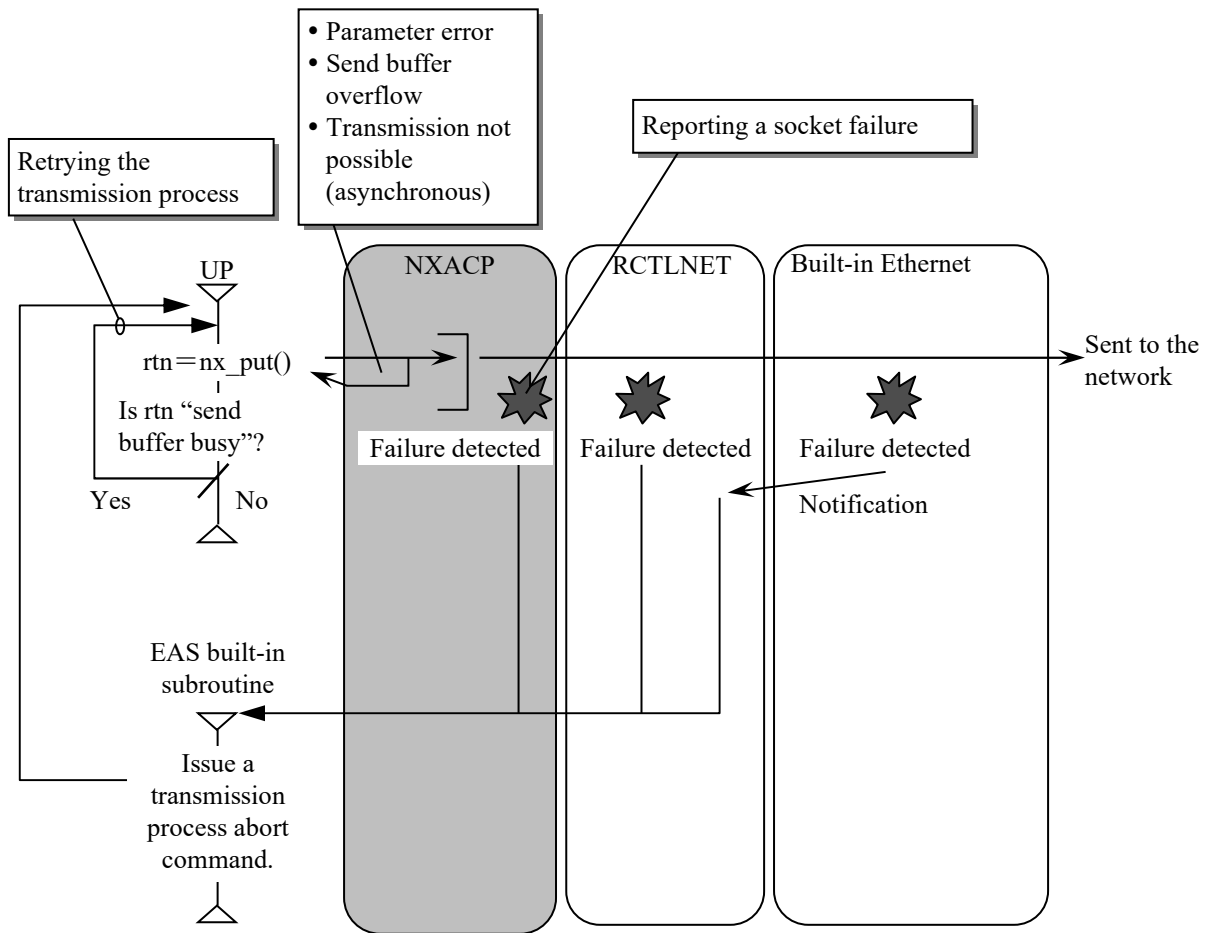 • Parameter error
• Send buffer
overflow
• Transmission not
possible
(asynchronous)
Reporting a socket failure
Retrying the
transmission process
NXACP
RCTLNET
Built-in Ethernet
UP
rtn＝nx_put()
Sent to the
network
Is rtn “send
buffer busy”?
Failure detected
Failure detected
Failure detected
Yes
No
Notification
EAS built-in
subroutine
Issue a
transmission
process abort
command.